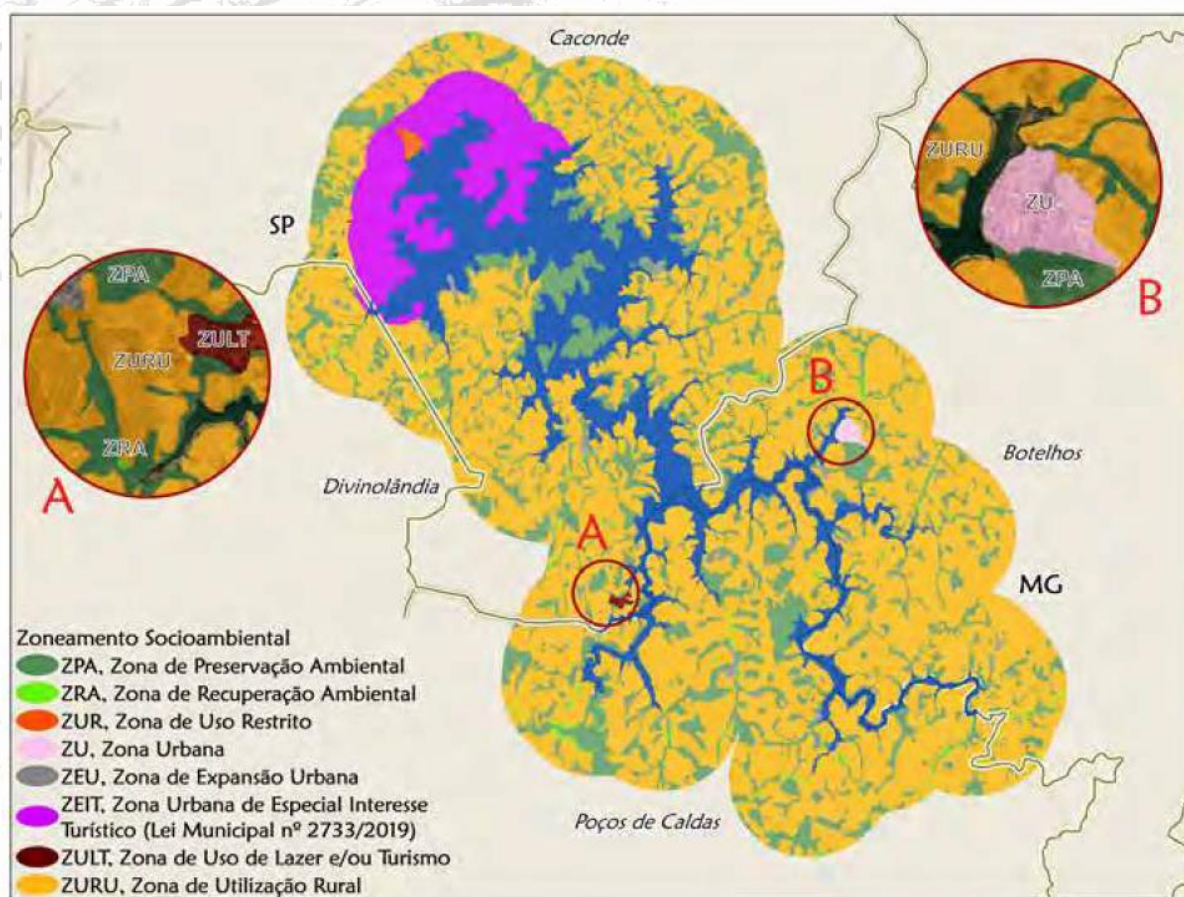 Caconde
SP
MG
Botelhos
Divinolândia
Poços de Caldas
A
B
ZPA
ZULT
ZURU
ZRA
A
ZURU
ZU
ZPA
B
Zoneamento Socioambiental
ZPA, Zona de Preservação Ambiental
ZRA, Zona de Recuperação Ambiental
ZUR, Zona de Uso Restrito
ZU, Zona Urbana
ZEU, Zona de Expansão Urbana
ZEIT, Zona Urbana de Especial Interesse
Turístico (Lei Municipal nº 2733/2019)
ZULT, Zona de Uso de Lazer e/ou Turismo
ZURU, Zona de Utilização Rural